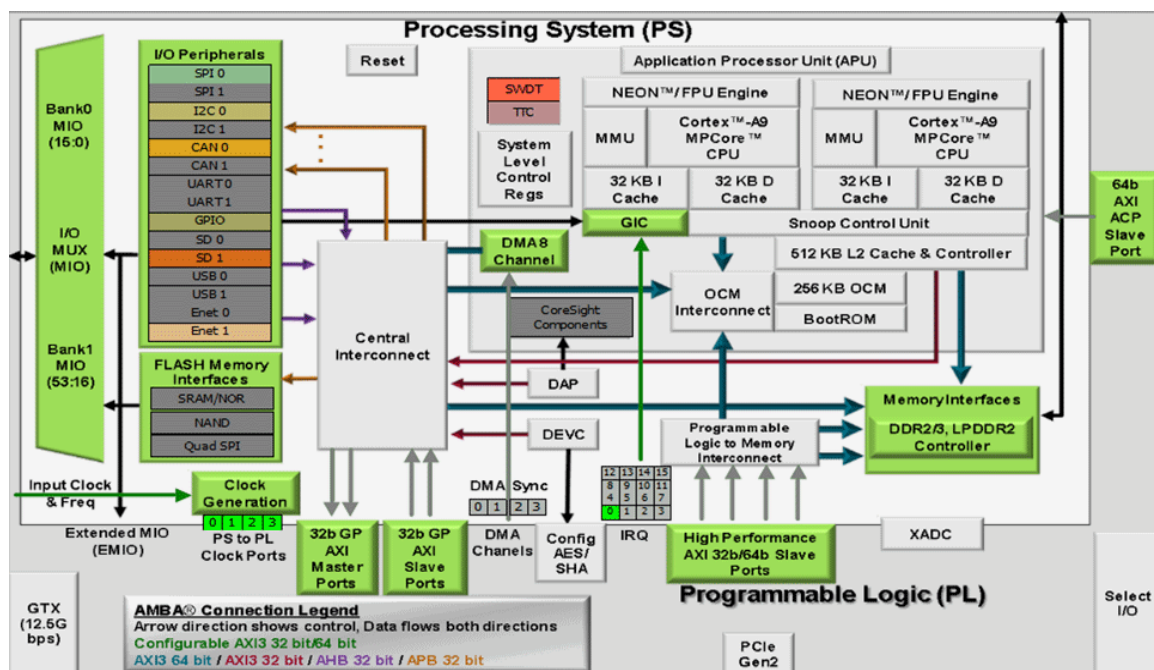 Processing System (PS)
I/O Peripherals
SPI 0
SPI 1
I2C 0
I2C 1
CAN 0
CAN 1
UART 0
UART 1
GPIO
SD 0
SD 1
USB 0
USB 1
Enet 0
Enet 1
Bank0
MIO
(15:0)
I/O
MUX
(MIO)
Bank1
MIO
(53:16)
FLASH Memory
Interfaces
SRAM/NOR
NAND
Quad SPI
Input Clock
& Freq
Clock
Generation
0 1 2 3
PS to PL
Clock Ports
Extended MIO
(EMIO)
Reset
Central
Interconnect
32b GP
AXI
Master
Ports
32b GP
AXI
Slave
Ports
Application Processor Unit (APU)
SWDT
TTC
System
Level
Control
Regs
NEON™/ FPU Engine
MMU
Cortex™-A9
MPCore™
CPU
32 KB I
Cache
32 KB D
Cache
NEON™/ FPU Engine
MMU
Cortex™-A9
MPCore™
CPU
32 KB I
Cache
32 KB D
Cache
GIC
Snoop Control Unit
DMA8
Channel
512 KB L2 Cache & Controller
OCM
Interconnect
256 KB OCM
BootROM
CoreSight
Components
DAP
DEVC
Programmable
Logic to Memory
Interconnect
Memory Interfaces
DDR2/3, LPDDR2
Controller
64b
AXI
ACP
Slave
Port
DMA Sync
0 1 2 3
DMA
Channels
Config
AES/
SHA
12 13 14 15
8 9 10 11
4 5 6 7
0 1 2 3
IRQ
High Performance
AXI 32b/64b Slave
Ports
XADC
Programmable Logic (PL)
GTX
(12.5G
bps)
AMBA® Connection Legend
Arrow direction shows control, Data flows both directions
Configurable AXI3 32 bit/64 bit
AXI3 64 bit / AXI3 32 bit / AHB 32 bit / APB 32 bit
PCIe
Gen2
Select
I/O